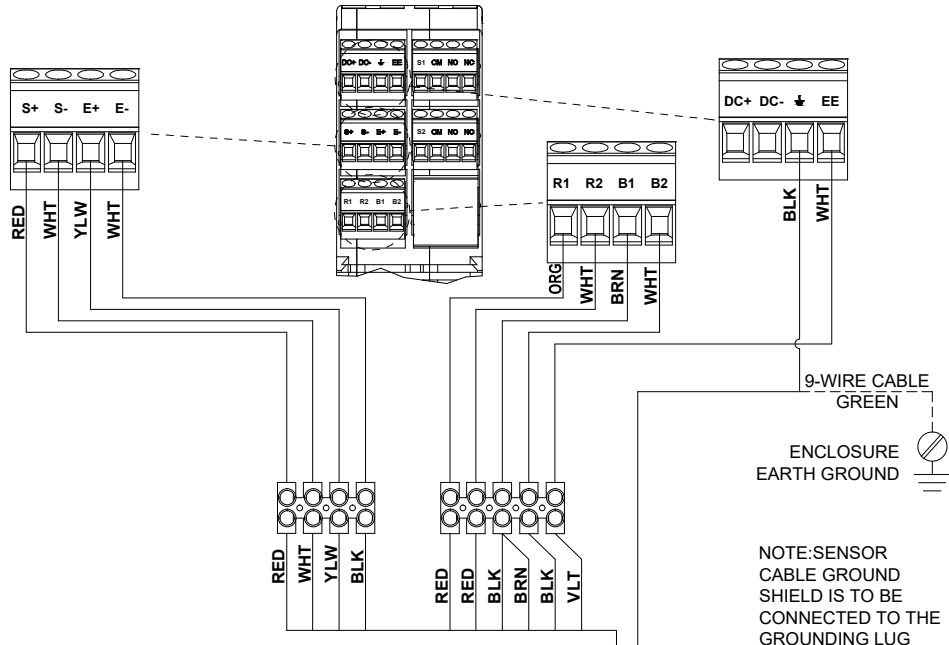 DC+ DC- EE
S1 CM NO NC
S+ S- E+ E-
S2 CM NO NC
R1 R2 B1 B2
S+ S- E+ E-
RED WHT YLW WHT
R1 R2 B1 B2
ORG WHT BRN WHT
DC+ DC- EE
BLK WHT
9-WIRE CABLE
GREEN
ENCLOSURE
EARTH GROUND
RED WHT YLW BLK
RED RED BLK BRN BLK VLT
NOTE:SENSOR
CABLE GROUND
SHIELD IS TO BE
CONNECTED TO THE
GROUNDING LUG